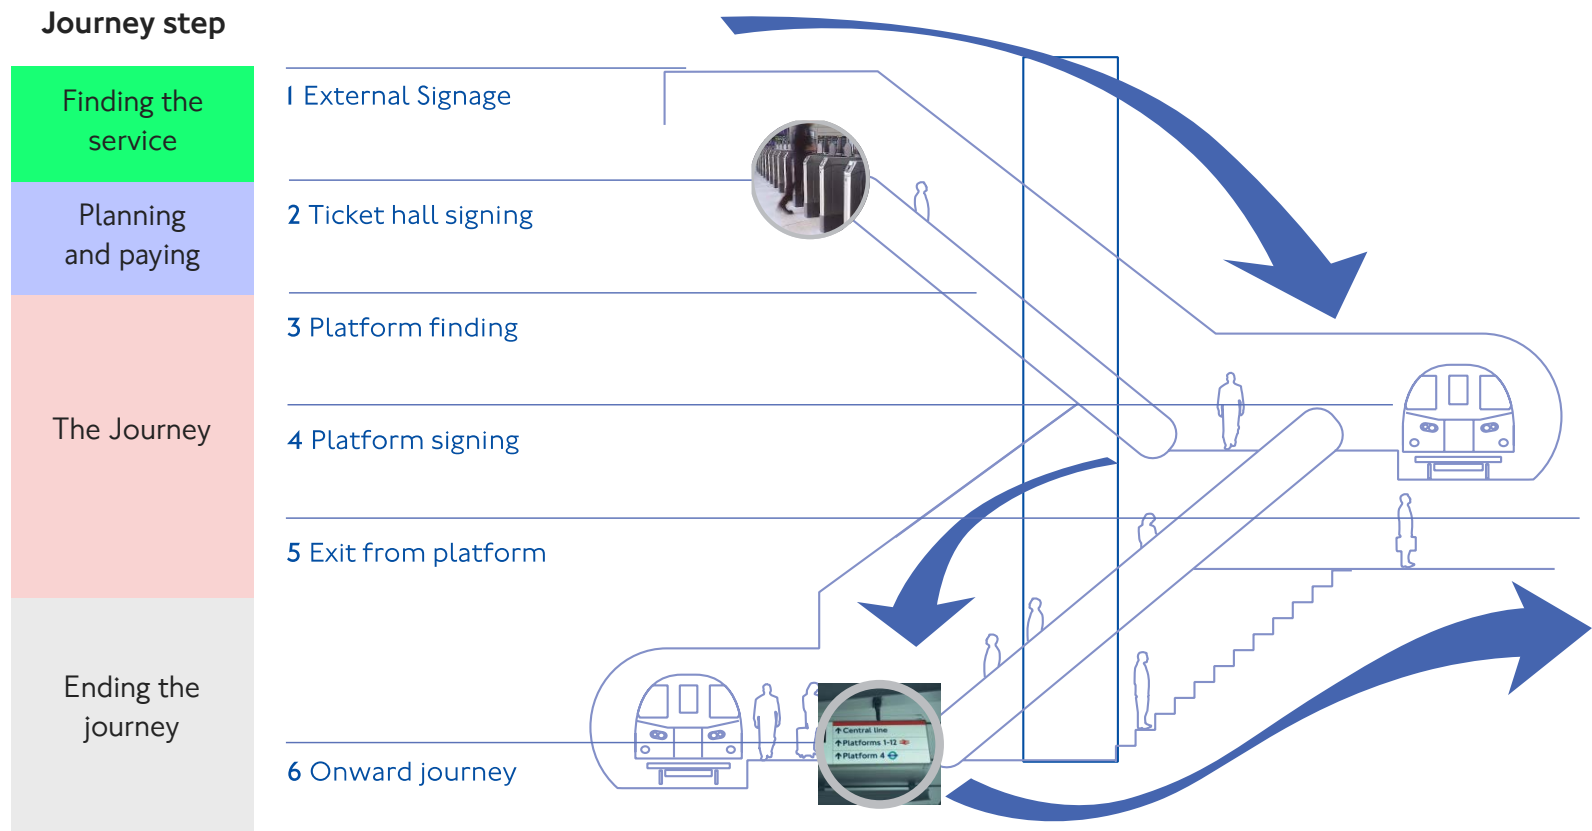 Journey step
Finding the
service
Planning
and paying
The Journey
Ending the
journey
1 External Signage
2 Ticket hall signing
3 Platform finding
4 Platform signing
5 Exit from platform
6 Onward journey
↑ Central line
↑ Platforms 1-12
↑ Platform 4